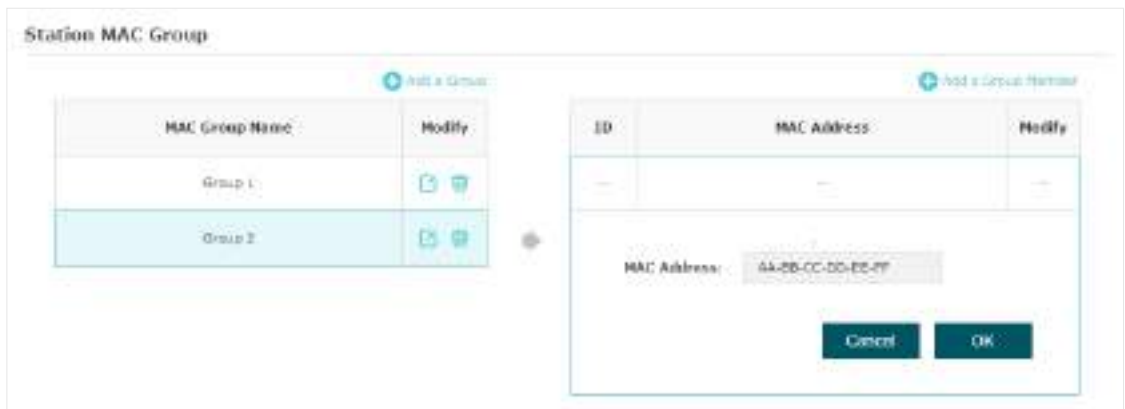 Station MAC Group
Add a Group
Add a Group Member
MAC Group Name Modify
ID MAC Address Modify
Group 1
--- --- ---
Group 2
MAC Address: AA-BB-CC-DD-EE-FF
Cancel OK